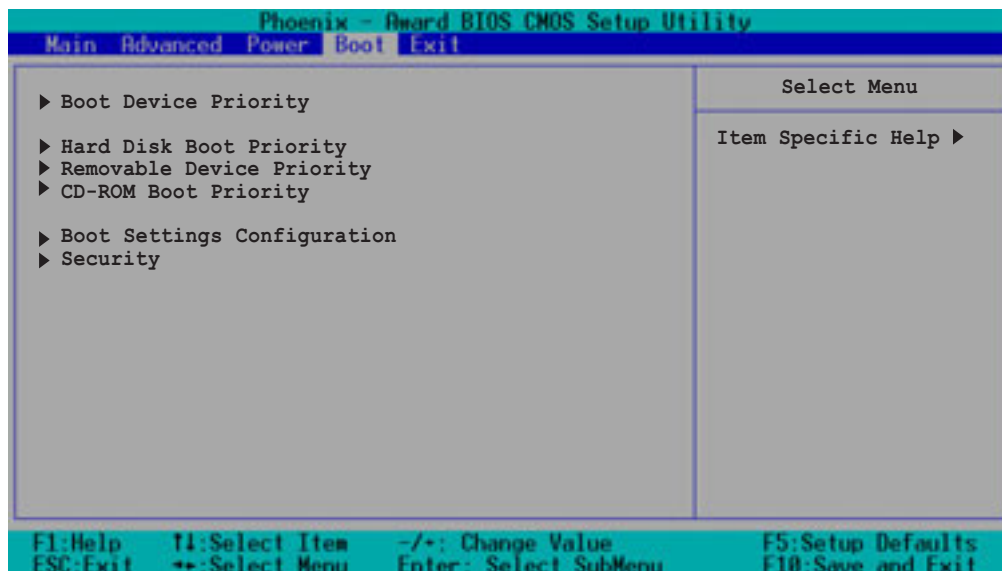 Phoenix - Award BIOS CMOS Setup Utility
Main Advanced Power Boot Exit
Select Menu
Boot Device Priority
Item Specific Help
Hard Disk Boot Priority
Removable Device Priority
CD-ROM Boot Priority
Boot Settings Configuration
Security
F1:Help ↑↓:Select Item -/+: Change Value F5:Setup Defaults
ESC:Exit ↔:Select Menu Enter: Select SubMenu F10:Save and Exit